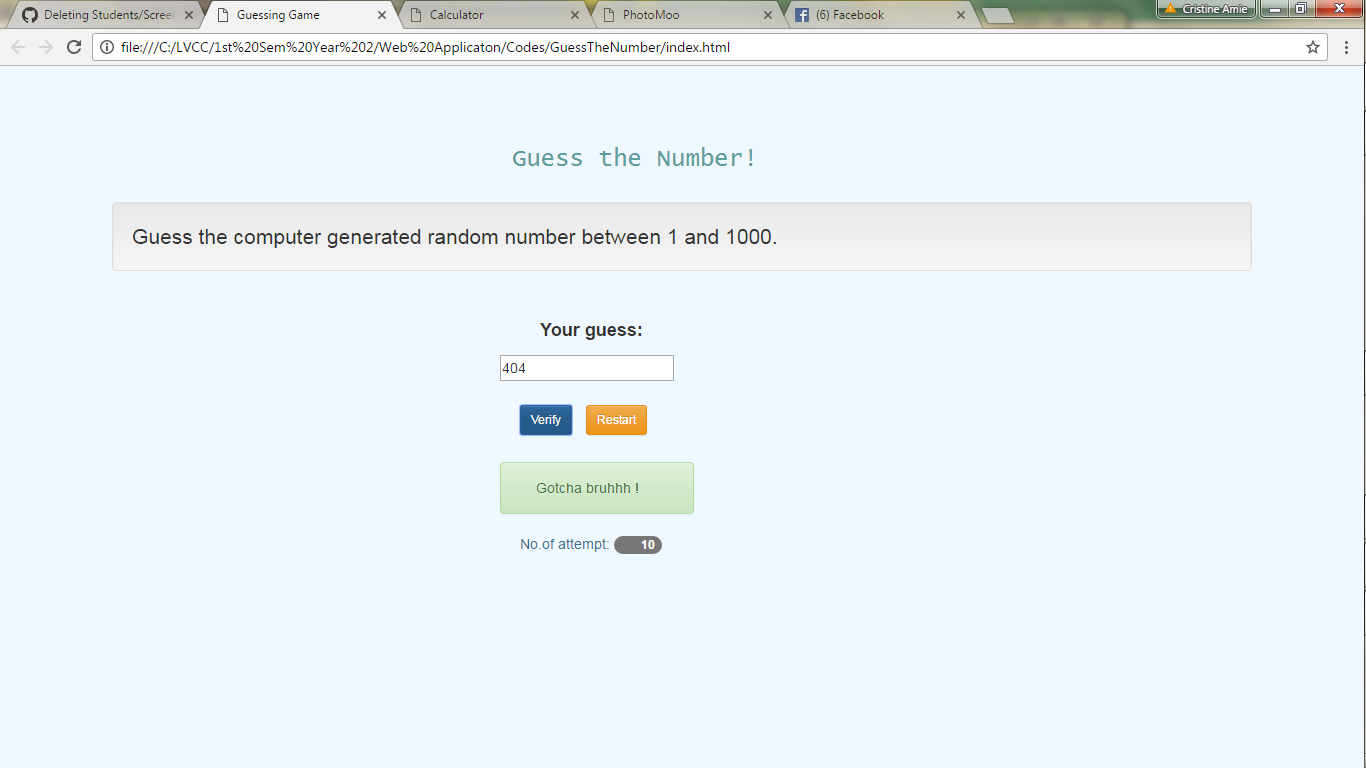 Deleting Students/Screen
Guessing Game
Calculator
PhotoMoo
(6) Facebook
Cristine Amie
file:///C:/LVCC/1st%20Sem%20Year%202/Web%20Applicaton/Codes/GuessTheNumber/index.html
Guess the Number!
Guess the computer generated random number between 1 and 1000.
Your guess:
404
Verify Restart
Gotcha bruhhh !
No.of attempt: 10